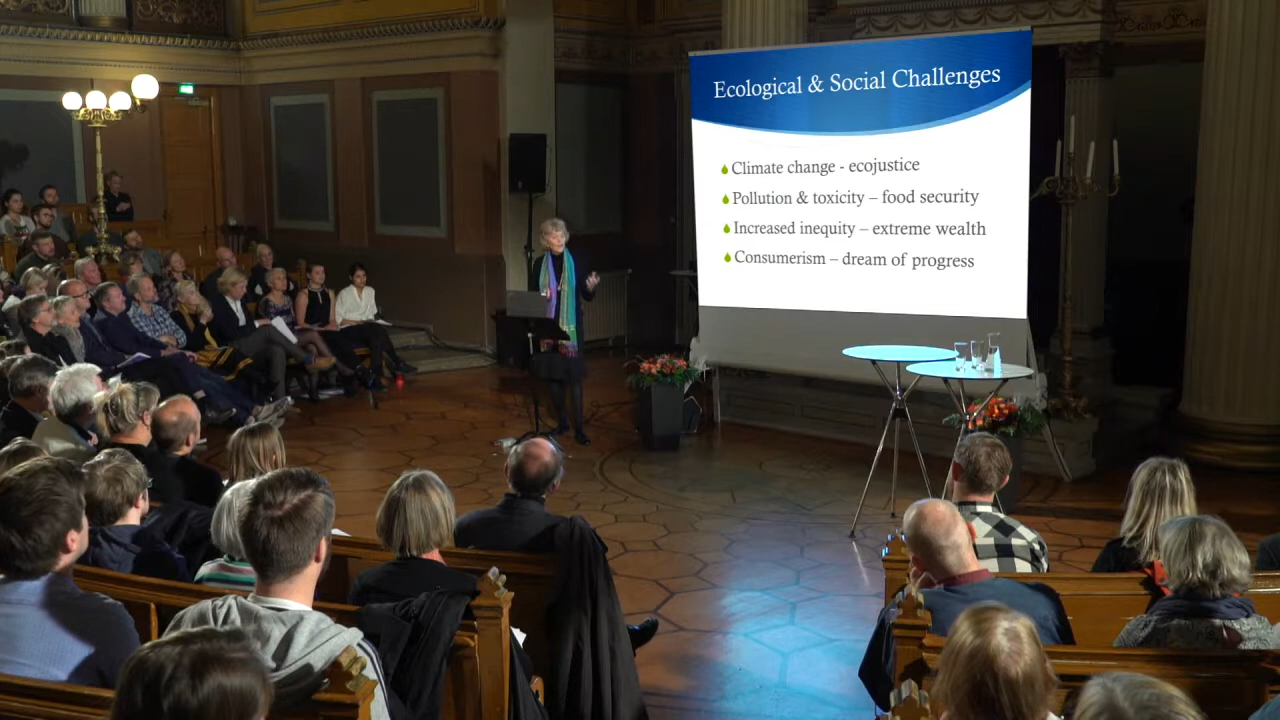 Ecological & Social Challenges
Climate change - ecojustice
Pollution & toxicity – food security
Increased inequity – extreme wealth
Consumerism – dream of progress